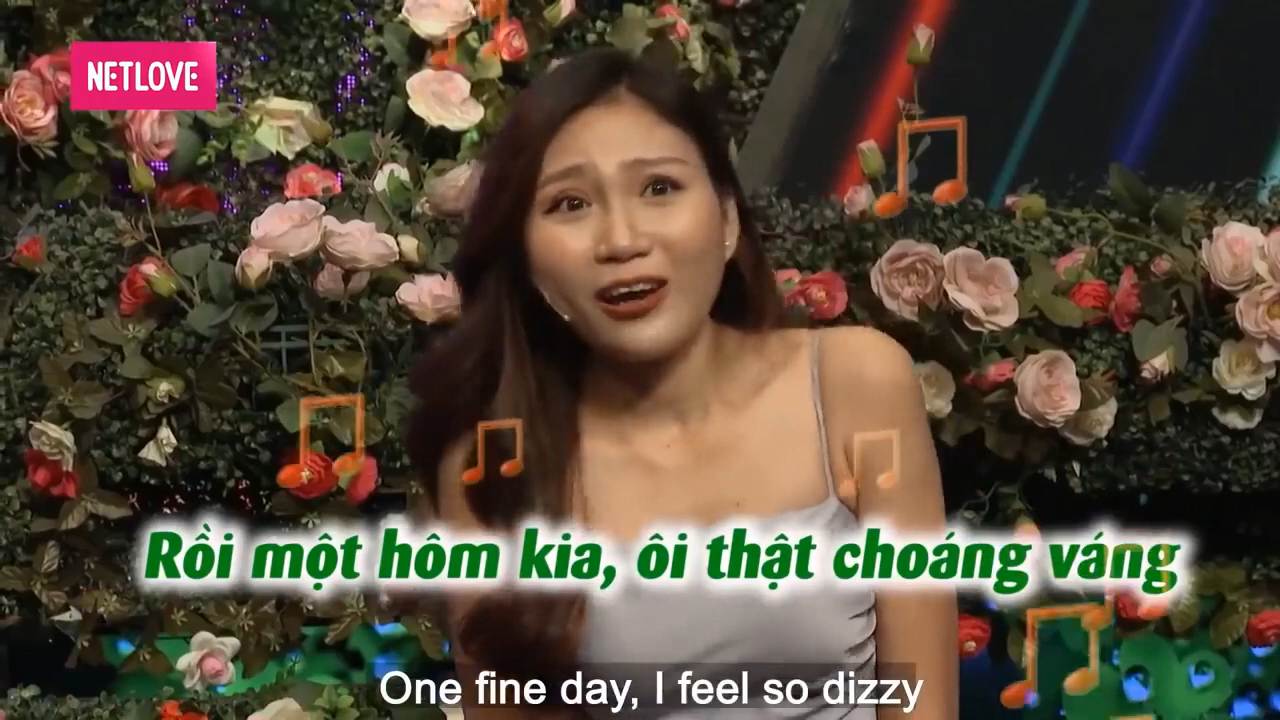 NETLOVE
Rồi một hôm kia, ôi thật choáng váng
One fine day, I feel so dizzy